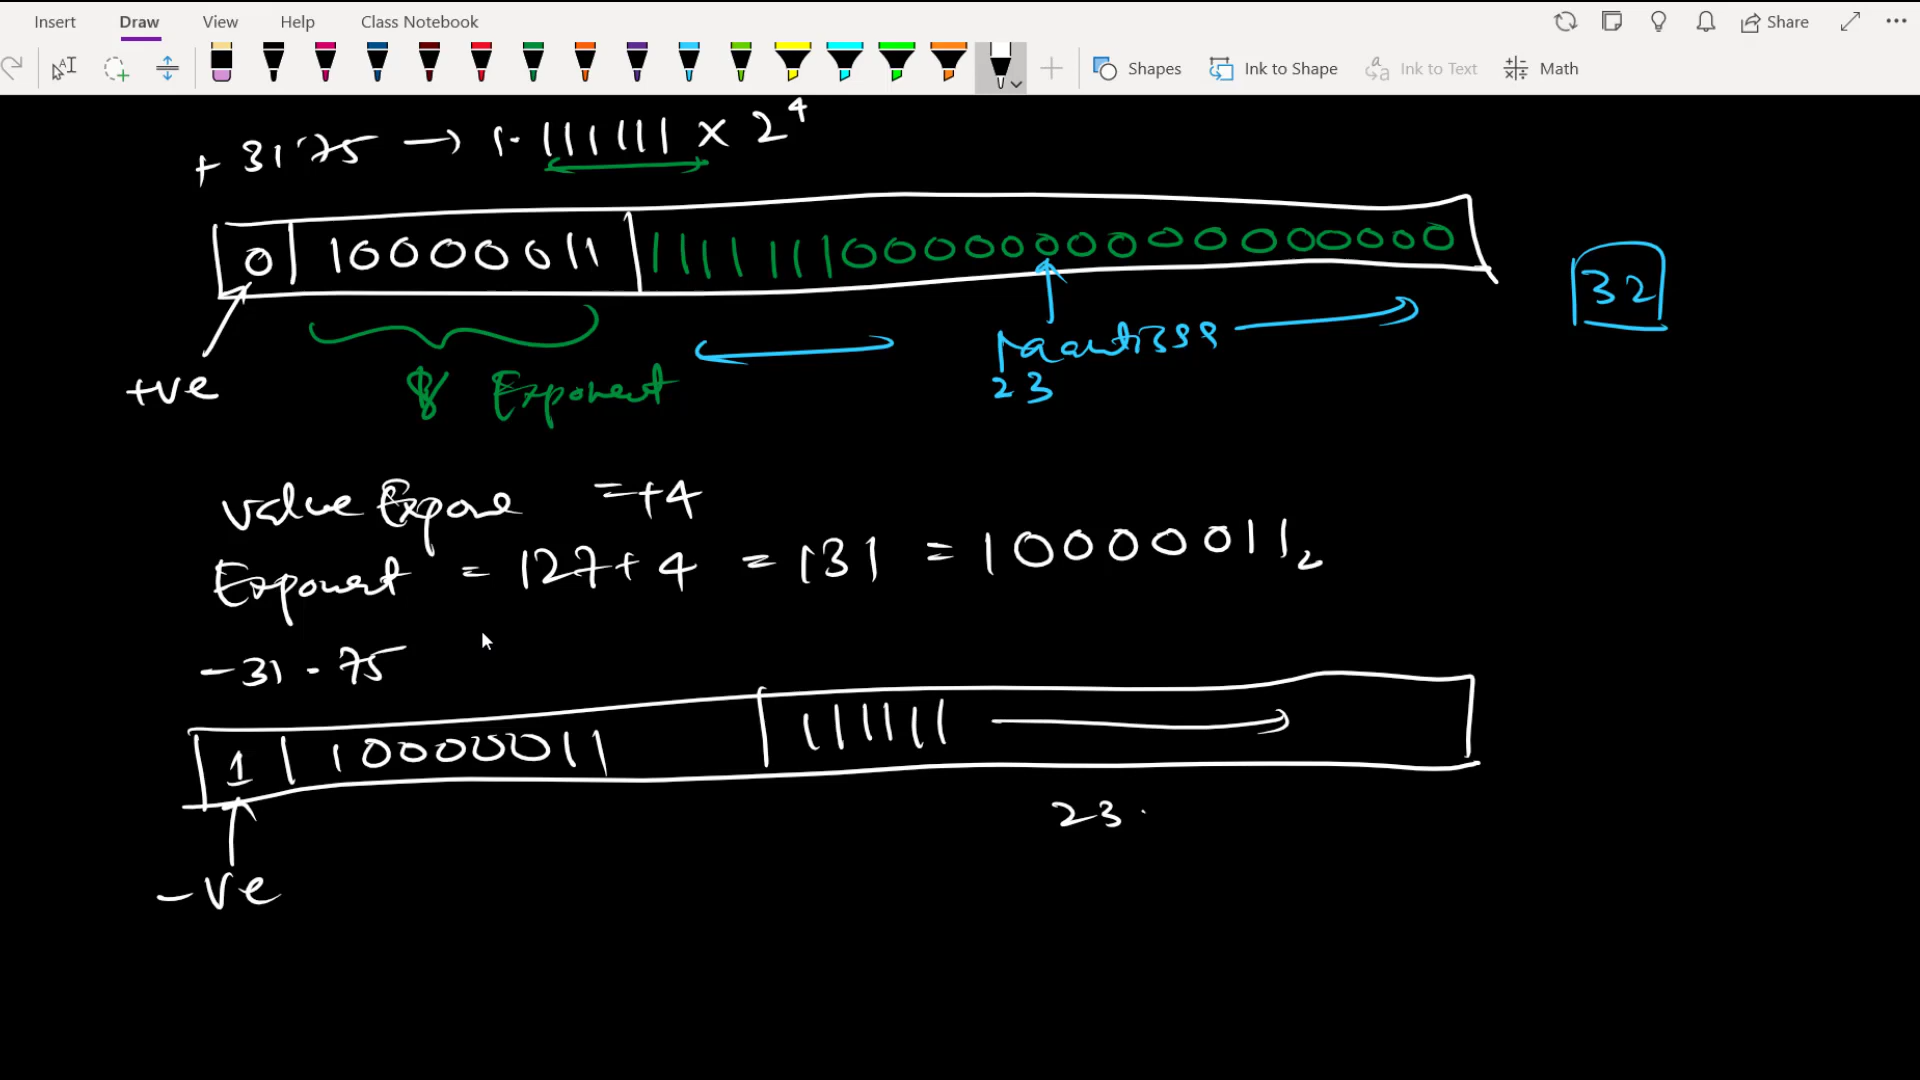 Insert Draw View Help Class Notebook Share
Shapes Ink to Shape Ink to Text Math
+ 31.75 → 1.111111 × 2⁴
0 10000011 11111110000000000000000
32
+ve 8 Exponent Mantissa
23
Value Expone = +4
Exponent = 127 + 4 = 131 = 10000011₂
-31.75
1 10000011 111111 →
23
-ve